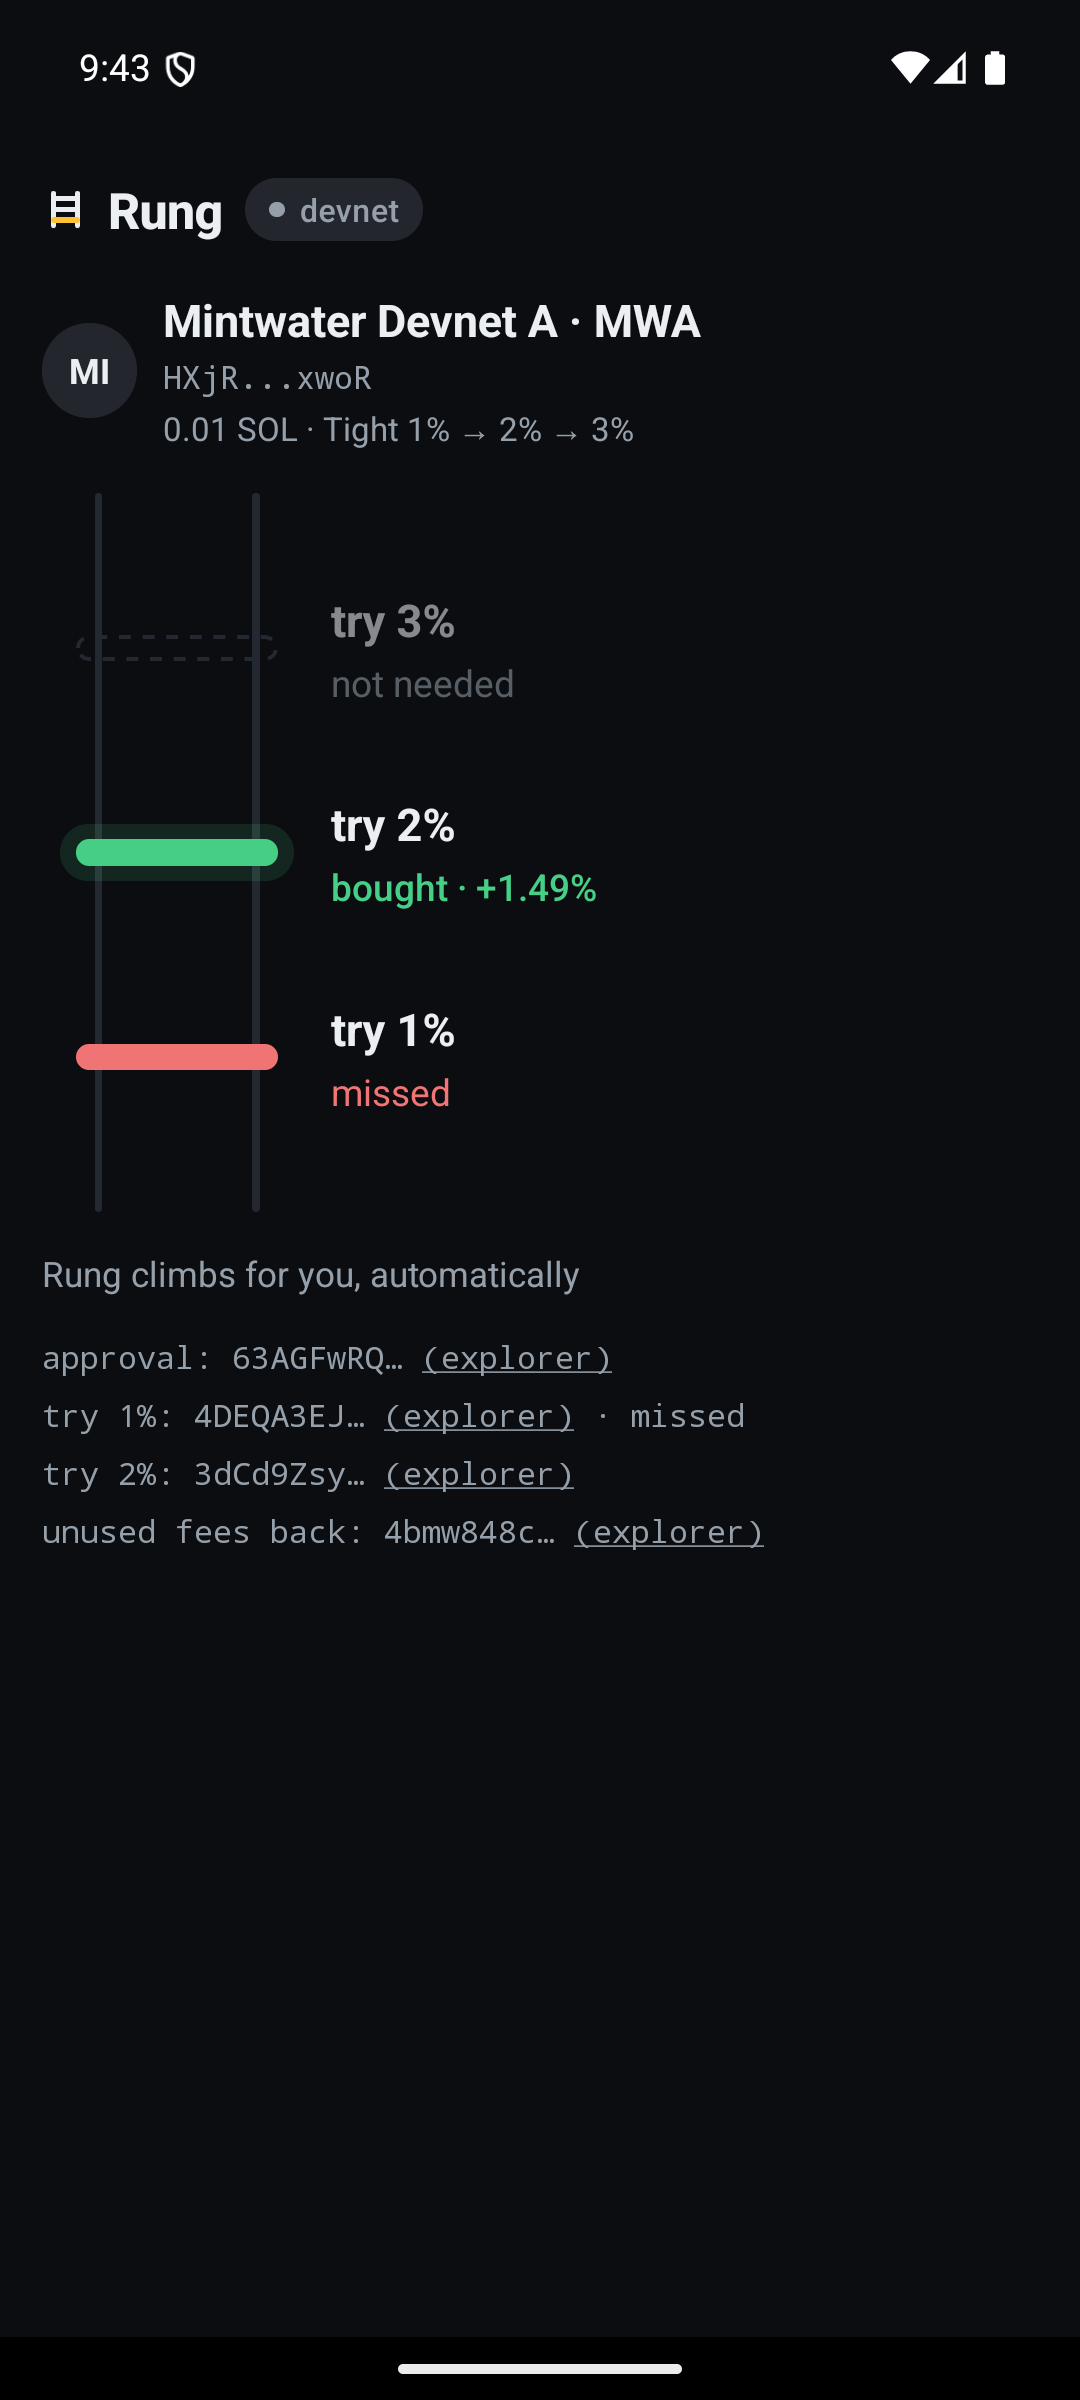 9:43
Rung
devnet
MI
Mintwater Devnet A · MWA
HXjR...xwoR
0.01 SOL · Tight 1% → 2% → 3%
try 3%
not needed
try 2%
bought · +1.49%
try 1%
missed
Rung climbs for you, automatically
approval: 63AGFwRQ… (explorer)
try 1%: 4DEQA3EJ… (explorer) · missed
try 2%: 3dCd9Zsy… (explorer)
unused fees back: 4bmw848c… (explorer)